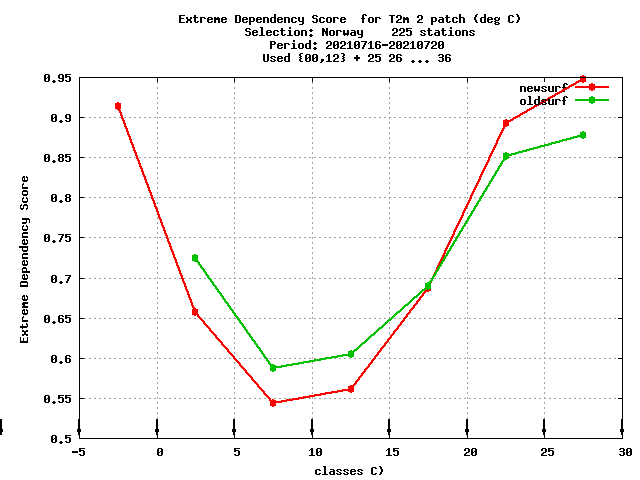 Extreme Dependency Score  for T2m 2 patch (deg C)
Selection: Norway    225 stations
Period: 20210716-20210720
Used {00,12} + 25 26 ... 36
newsurf
oldsurf
0.95
0.9
0.85
0.8
0.75
0.7
0.65
0.6
0.55
0.5
Extreme Dependency Score
-5 0 5 10 15 20 25 30
classes C)